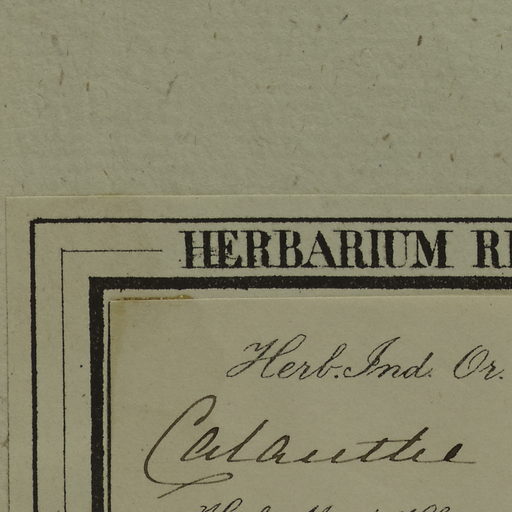 HERBARIUM
Herb. Ind. Or.
Calanthe